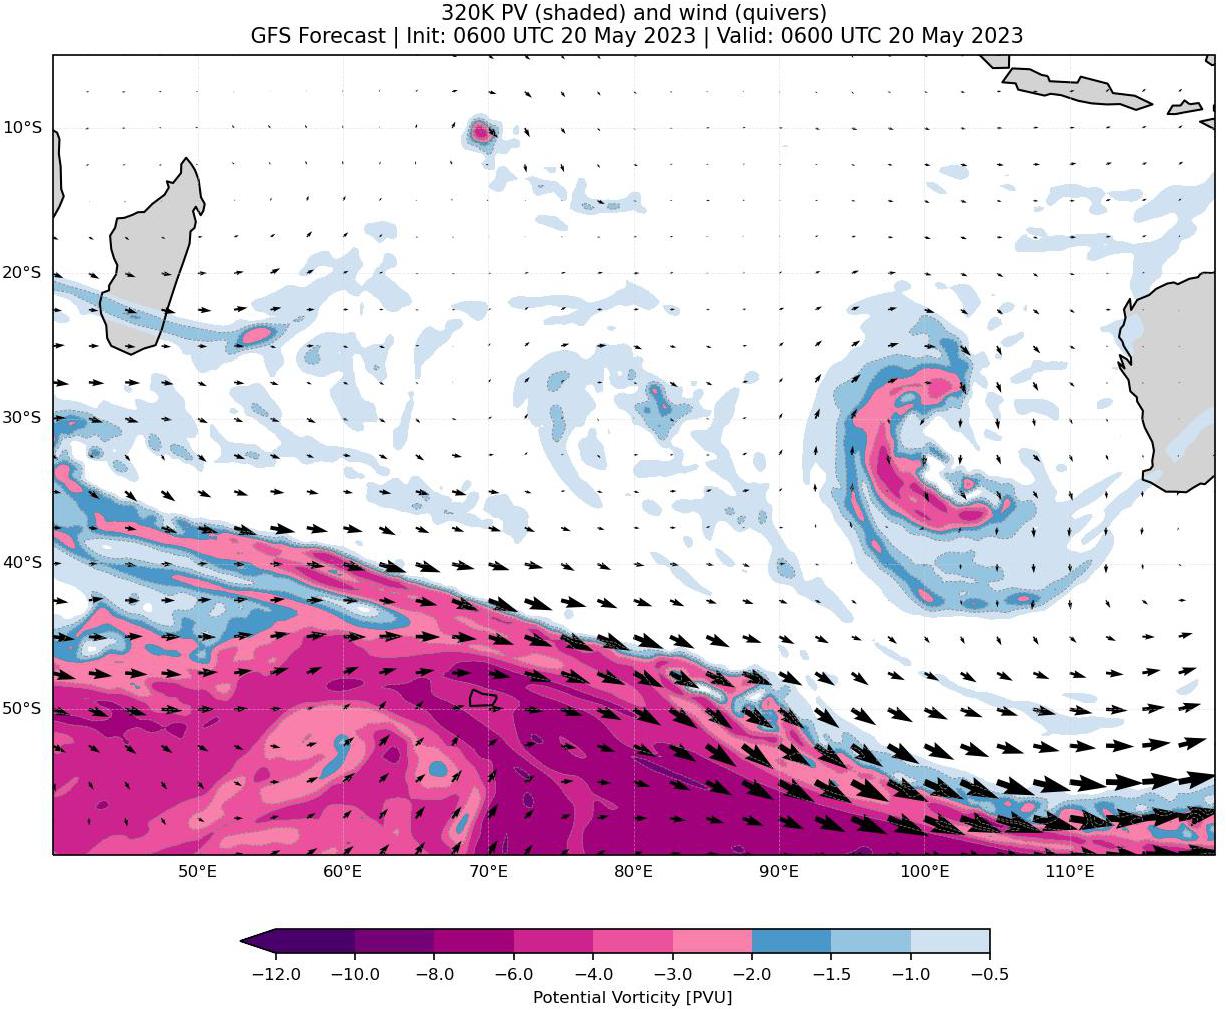 320K PV (shaded) and wind (quivers)
GFS Forecast | Init: 0600 UTC 20 May 2023 | Valid: 0600 UTC 20 May 2023
10°S
20°S
30°S
40°S
50°S
50°E 60°E 70°E 80°E 90°E 100°E 110°E
−12.0 −10.0 −8.0 −6.0 −4.0 −3.0 −2.0 −1.5 −1.0 −0.5
Potential Vorticity [PVU]